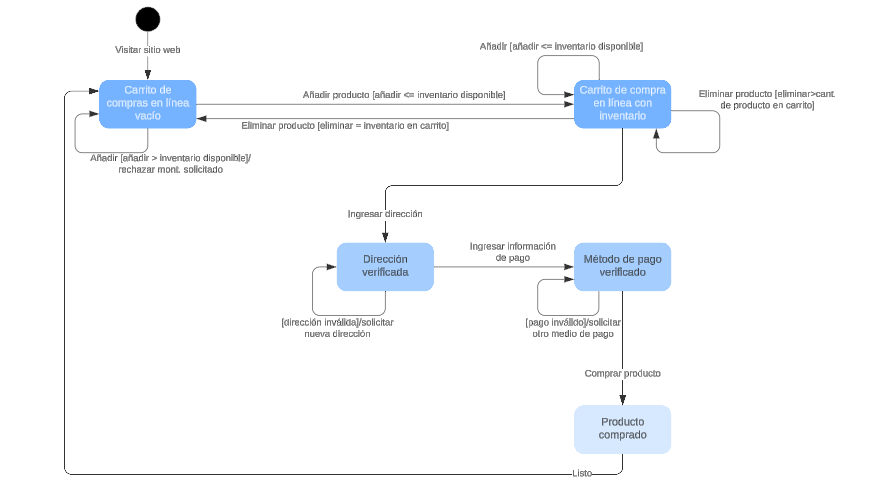 Visitar sitio web
Añadir [añadir <= inventario disponible]
Carrito de
compras en línea
vacío
Añadir producto [añadir <= inventario disponible]
Carrito de compra
en línea con
inventario
Eliminar producto [eliminar>cant.
de producto en carrito]
Eliminar producto [eliminar = inventario en carrito]
Añadir [añadir > inventario disponible]/
rechazar mont. solicitado
Ingresar dirección
Dirección
verificada
Ingresar información
de pago
Método de pago
verificado
[dirección inválida]/solicitar
nueva dirección
[pago inválido]/solicitar
otro medio de pago
Comprar producto
Producto
comprado
Listo